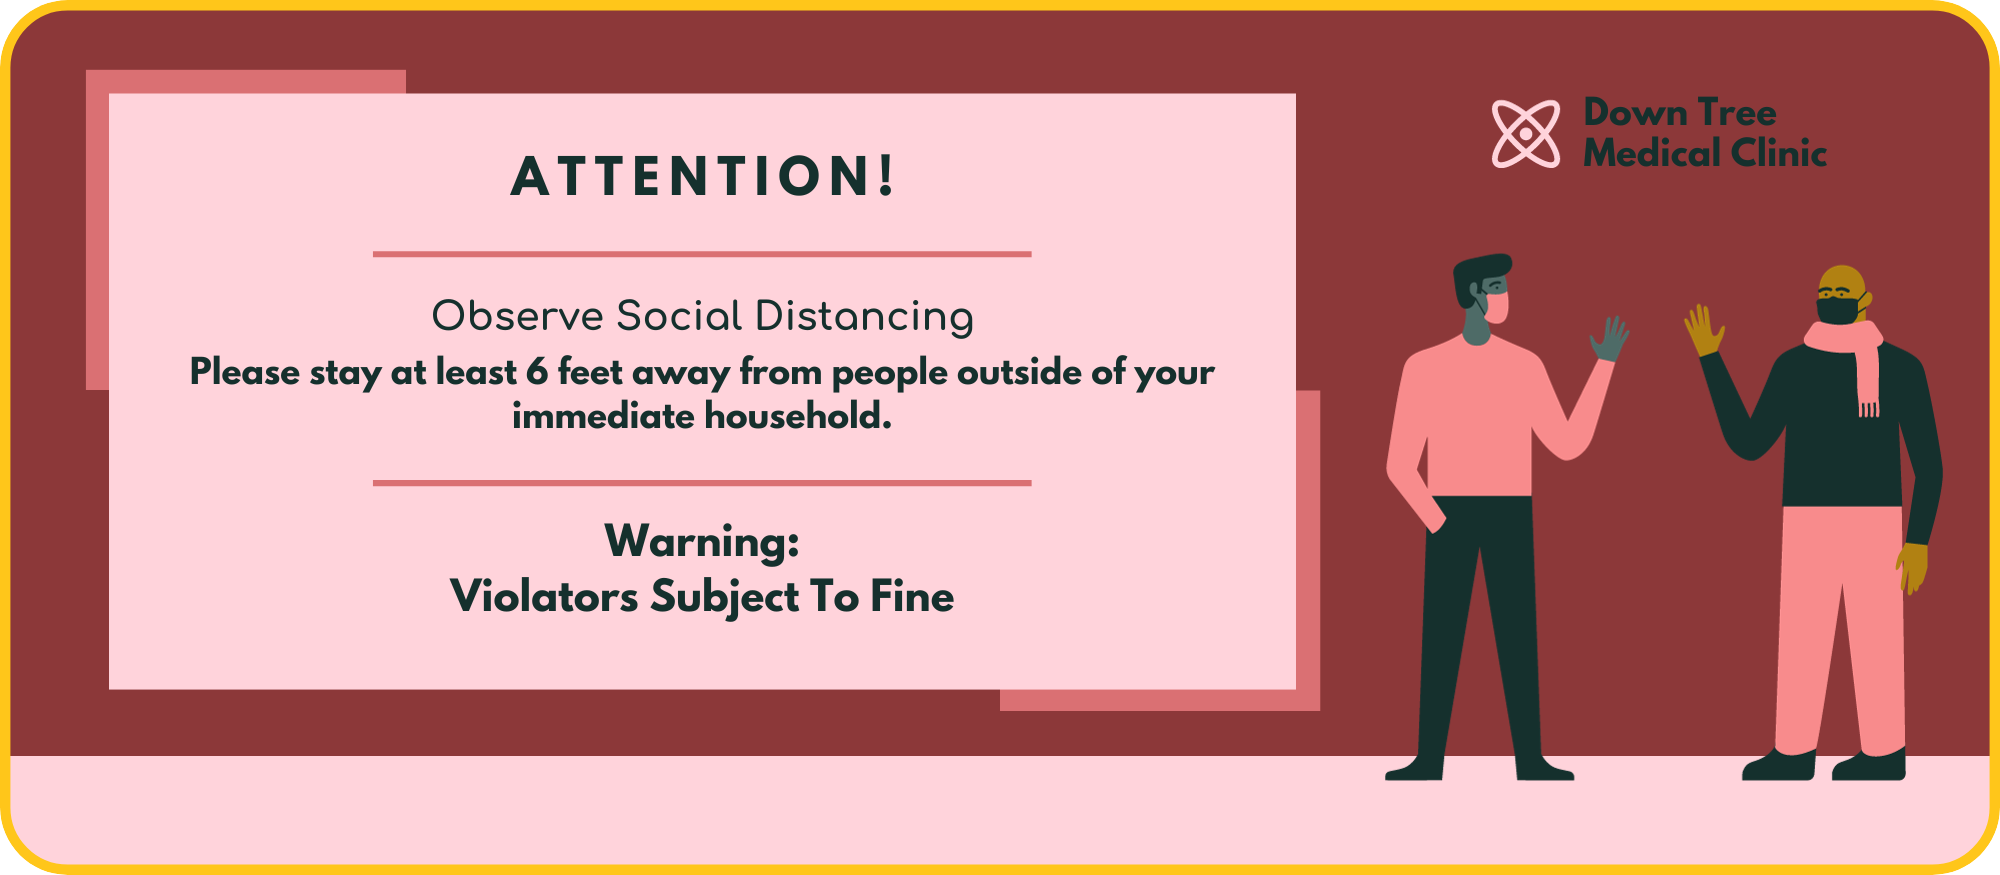 ATTENTION!
Observe Social Distancing
Please stay at least 6 feet away from people outside of your
immediate household.
Warning:
Violators Subject To Fine
Down Tree
Medical Clinic